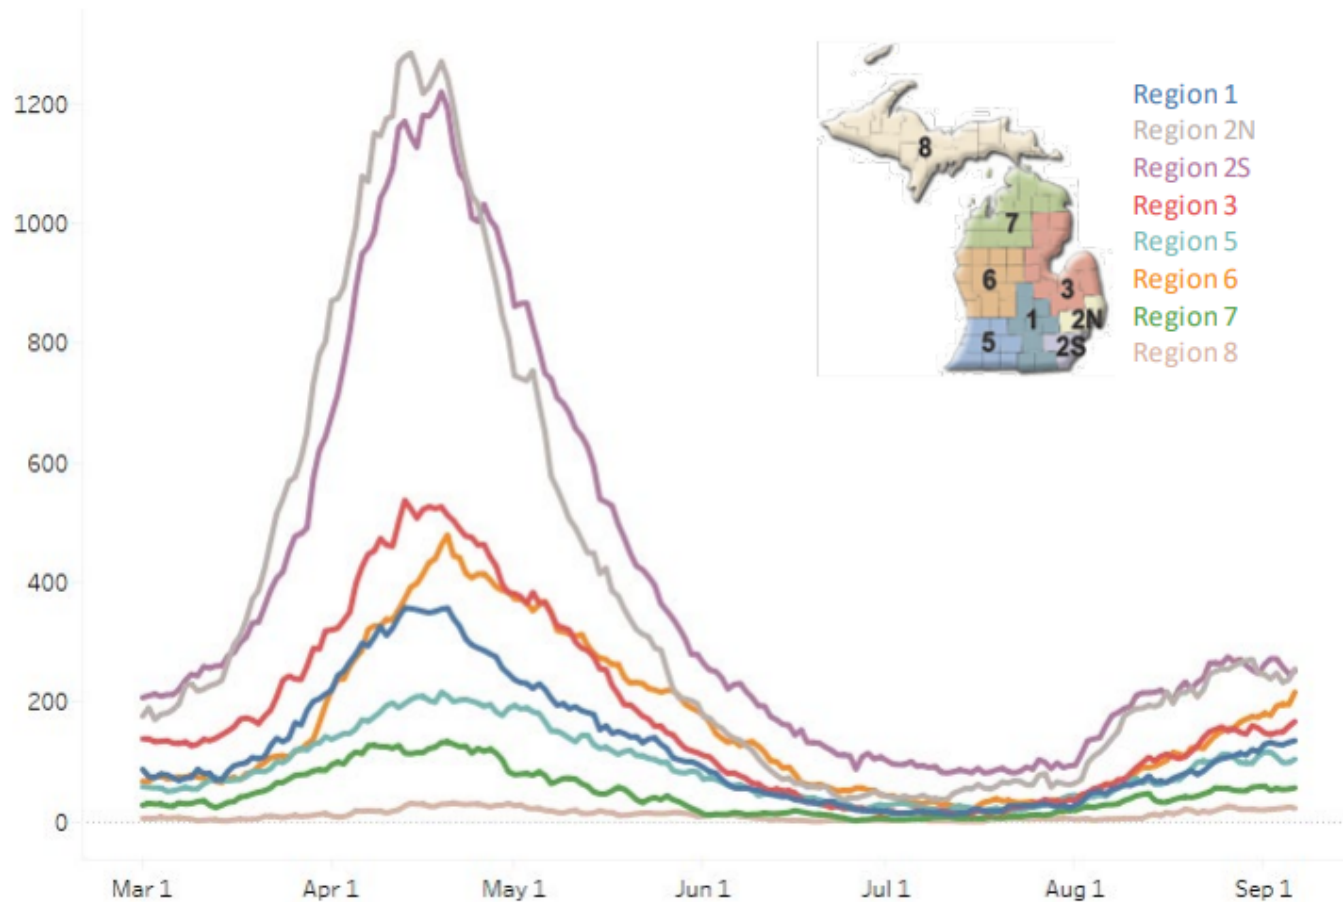 1200
1000
800
600
400
200
0
Mar 1 Apr 1 May 1 Jun 1 Jul 1 Aug 1 Sep 1
8
7
6
3
1
2N
5
2S
Region 1
Region 2N
Region 2S
Region 3
Region 5
Region 6
Region 7
Region 8